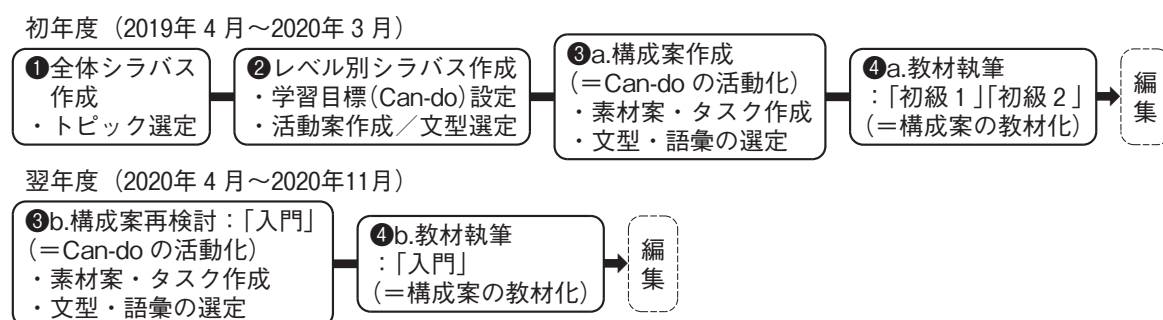 初年度（2019年４月～2020年３月）
❶全体シラバス
作成
・トピック選定
❷レベル別シラバス作成
・学習目標（Can-do）設定
・活動案作成／文型選定
❸a.構成案作成
（＝Can-do の活動化）
・素材案・タスク作成
・文型・語彙の選定
❹a.教材執筆
：「初級１」「初級２」
（＝構成案の教材化）
編
集
翌年度（2020年４月～2020年11月）
❸b.構成案再検討：「入門」
（＝Can-do の活動化）
・素材案・タスク作成
・文型・語彙の選定
❹b.教材執筆
：「入門」
（＝構成案の教材化）
編
集